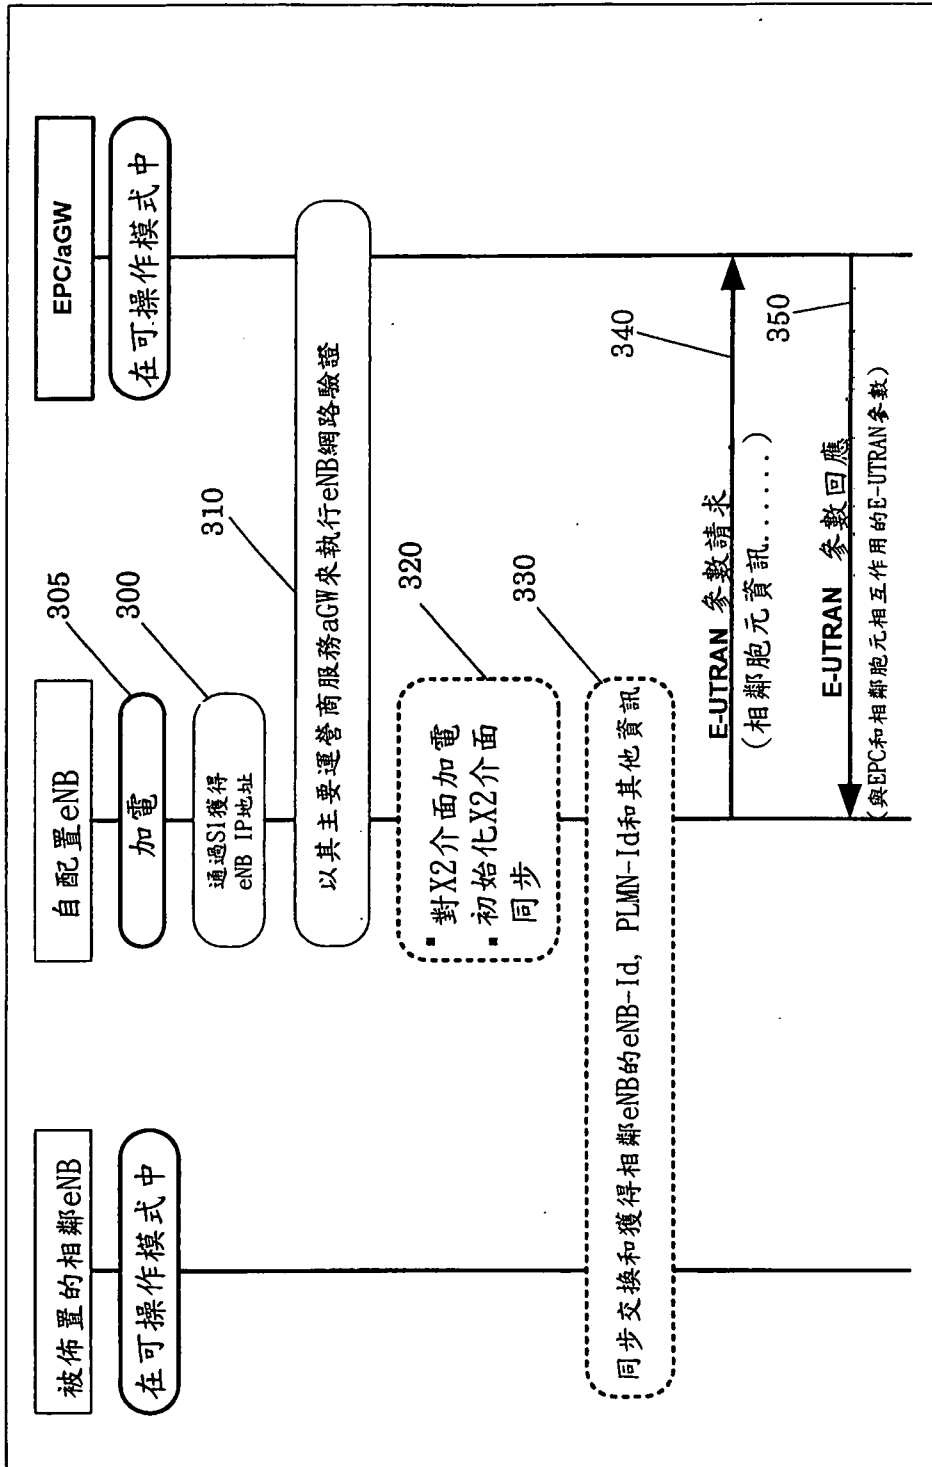 被佈置的相鄰eNB
自配置eNB
EPC/aGW
在可操作模式中
加電
305
在可操作模式中
通過S1獲得
eNB IP地址
300
以其主要運營商服務aGW來執行eNB網路驗證
310
▪ 對X2介面加電
▪ 初始化X2介面
同步
320
同步交換和獲得相鄰eNB的eNB-Id, PLMN-Id和其他資訊
330
E-UTRAN 參數請求
(相鄰胞元資訊.......)
340
E-UTRAN 參數回應
(與EPC和相鄰胞元相互作用的E-UTRAN參數)
350